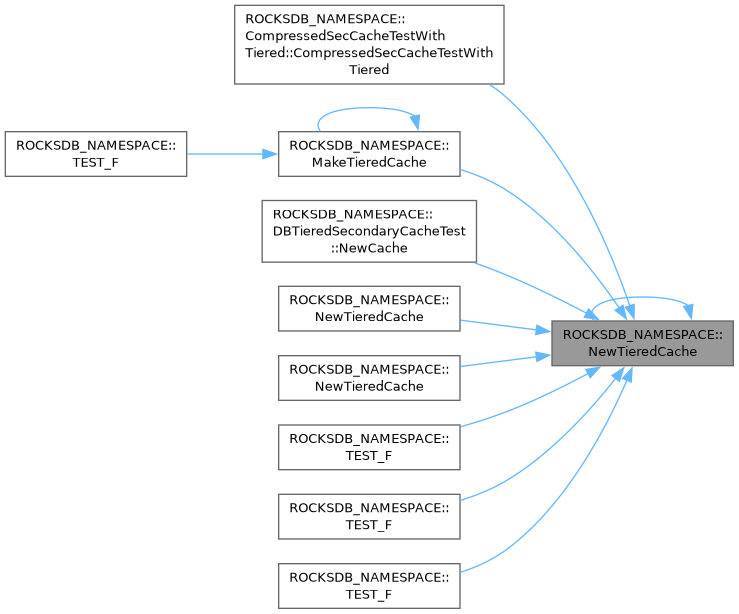 ROCKSDB_NAMESPACE::
CompressedSecCacheTestWith
Tiered::CompressedSecCacheTestWith
Tiered
ROCKSDB_NAMESPACE::
TEST_F
ROCKSDB_NAMESPACE::
MakeTieredCache
ROCKSDB_NAMESPACE::
DBTieredSecondaryCacheTest
::NewCache
ROCKSDB_NAMESPACE::
NewTieredCache
ROCKSDB_NAMESPACE::
NewTieredCache
ROCKSDB_NAMESPACE::
NewTieredCache
ROCKSDB_NAMESPACE::
TEST_F
ROCKSDB_NAMESPACE::
TEST_F
ROCKSDB_NAMESPACE::
TEST_F